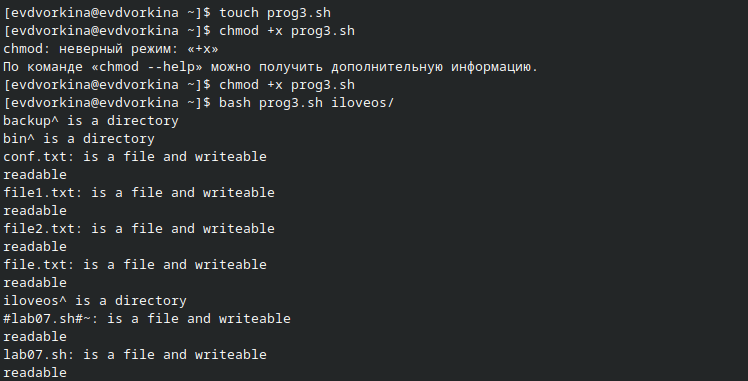 [evdvorkina@evdvorkina ~]$ touch prog3.sh
[evdvorkina@evdvorkina ~]$ chmod +x prog3.sh
chmod: неверный режим: «+x»
По команде «chmod --help» можно получить дополнительную информацию.
[evdvorkina@evdvorkina ~]$ chmod +x prog3.sh
[evdvorkina@evdvorkina ~]$ bash prog3.sh iloveos/
backup^ is a directory
bin^ is a directory
conf.txt: is a file and writeable
readable
file1.txt: is a file and writeable
readable
file2.txt: is a file and writeable
readable
file.txt: is a file and writeable
readable
iloveos^ is a directory
#lab07.sh#~: is a file and writeable
readable
lab07.sh: is a file and writeable
readable